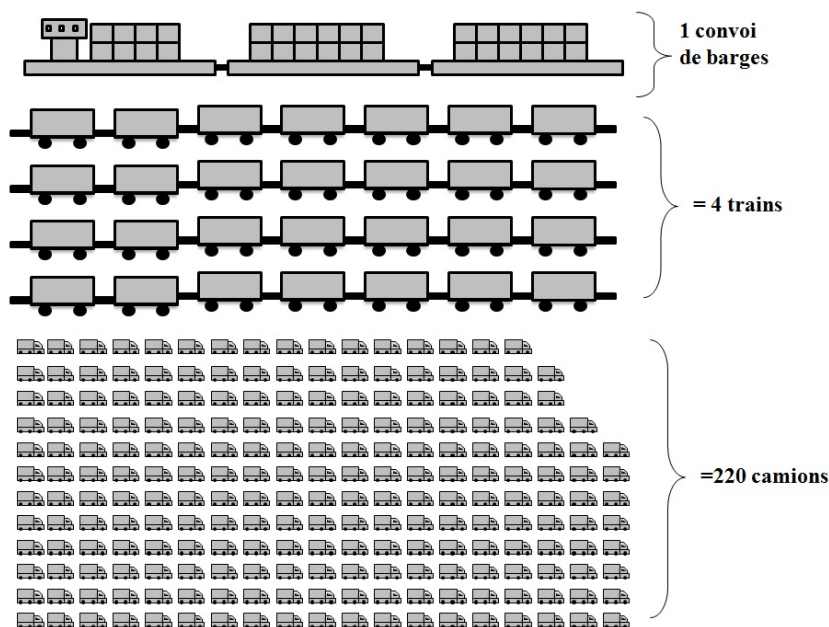 1 convoi
de barges
= 4 trains
=220 camions